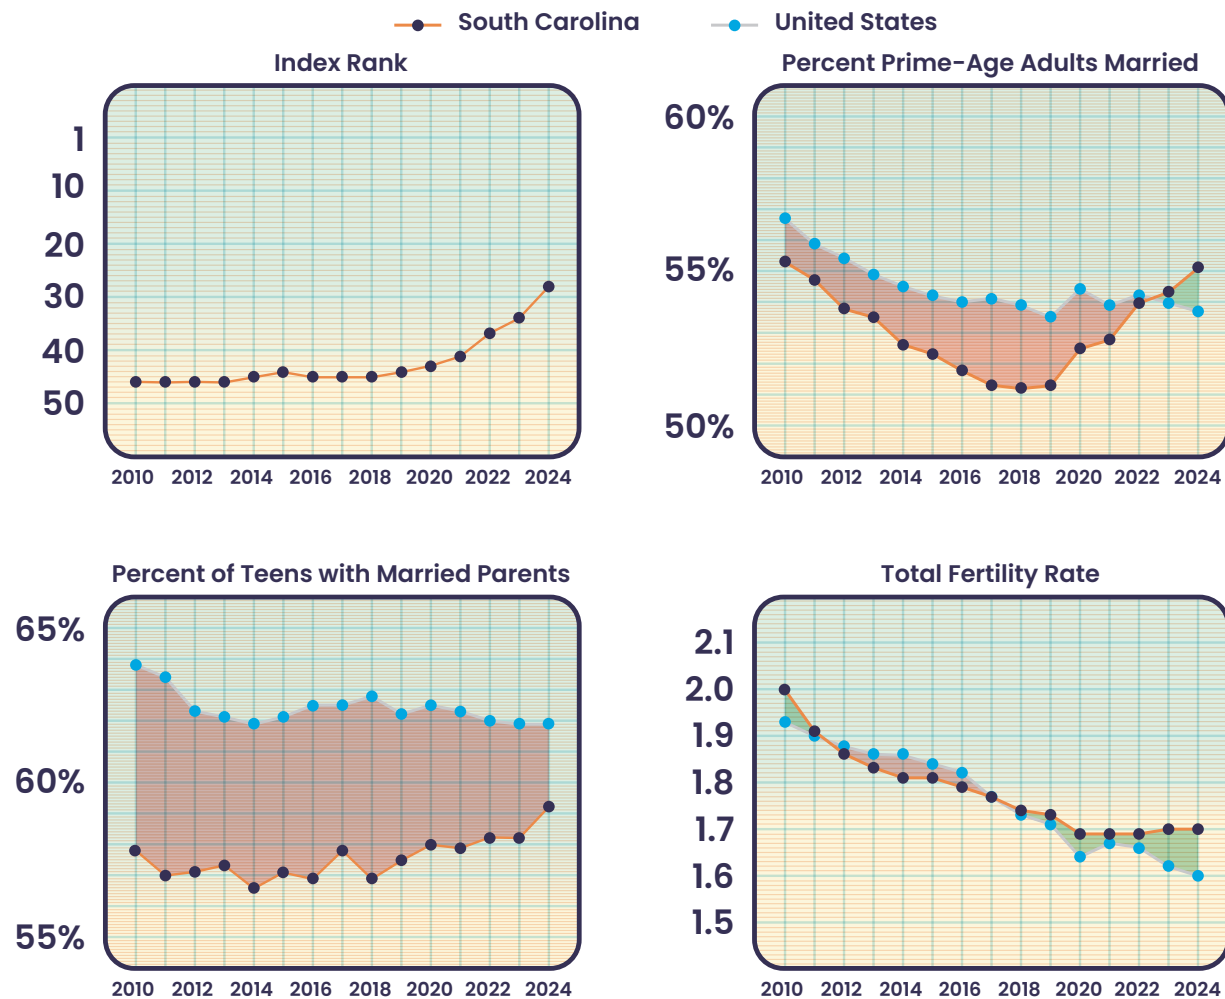 South Carolina United States
Index Rank
1
10
20
30
40
50
2010 2012 2014 2016 2018 2020 2022 2024
Percent Prime-Age Adults Married
60%
55%
50%
2010 2012 2014 2016 2018 2020 2022 2024
Percent of Teens with Married Parents
65%
60%
55%
2010 2012 2014 2016 2018 2020 2022 2024
Total Fertility Rate
2.1
2.0
1.9
1.8
1.7
1.6
1.5
2010 2012 2014 2016 2018 2020 2022 2024